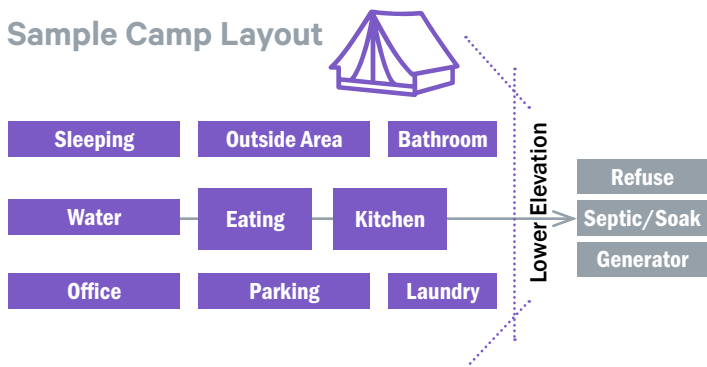 Sample Camp Layout
Sleeping
Outside Area
Bathroom
Water
Eating
Kitchen
Office
Parking
Laundry
Lower Elevation
Refuse
Septic/Soak
Generator